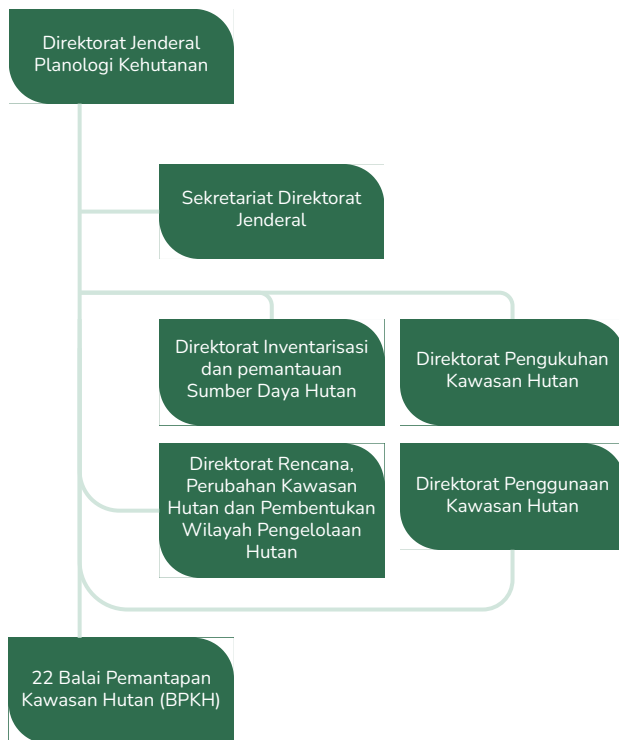 Direktorat Jenderal
Planologi Kehutanan
Sekretariat Direktorat
Jenderal
Direktorat Inventarisasi
dan pemantauan
Sumber Daya Hutan
Direktorat Pengukuhan
Kawasan Hutan
Direktorat Rencana,
Perubahan Kawasan
Hutan dan Pembentukan
Wilayah Pengelolaan
Hutan
Direktorat Penggunaan
Kawasan Hutan
22 Balai Pemantapan
Kawasan Hutan (BPKH)